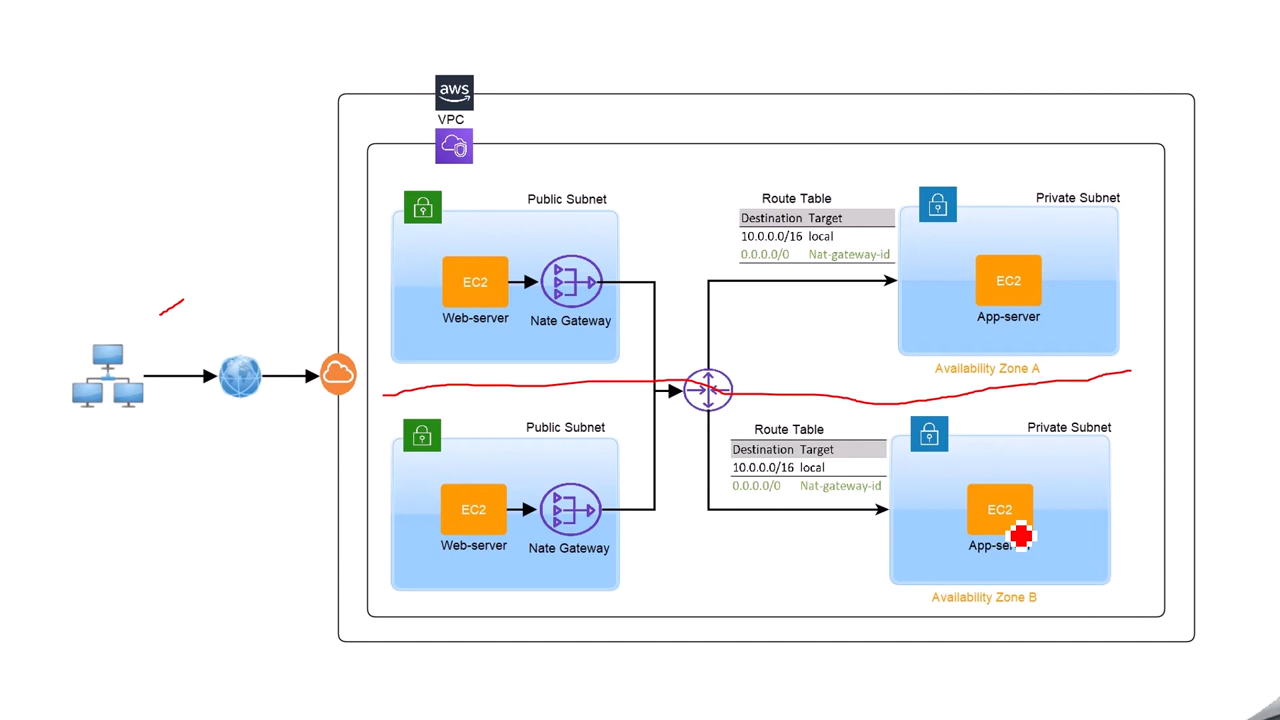 aws
VPC
Public Subnet
EC2
Web-server
Nate Gateway
Route Table
Destination Target
10.0.0.0/16 local
0.0.0.0/0 Nat-gateway-id
Private Subnet
EC2
App-server
Availability Zone A
Public Subnet
EC2
Web-server
Nate Gateway
Route Table
Destination Target
10.0.0.0/16 local
0.0.0.0/0 Nat-gateway-id
Private Subnet
EC2
Availability Zone B